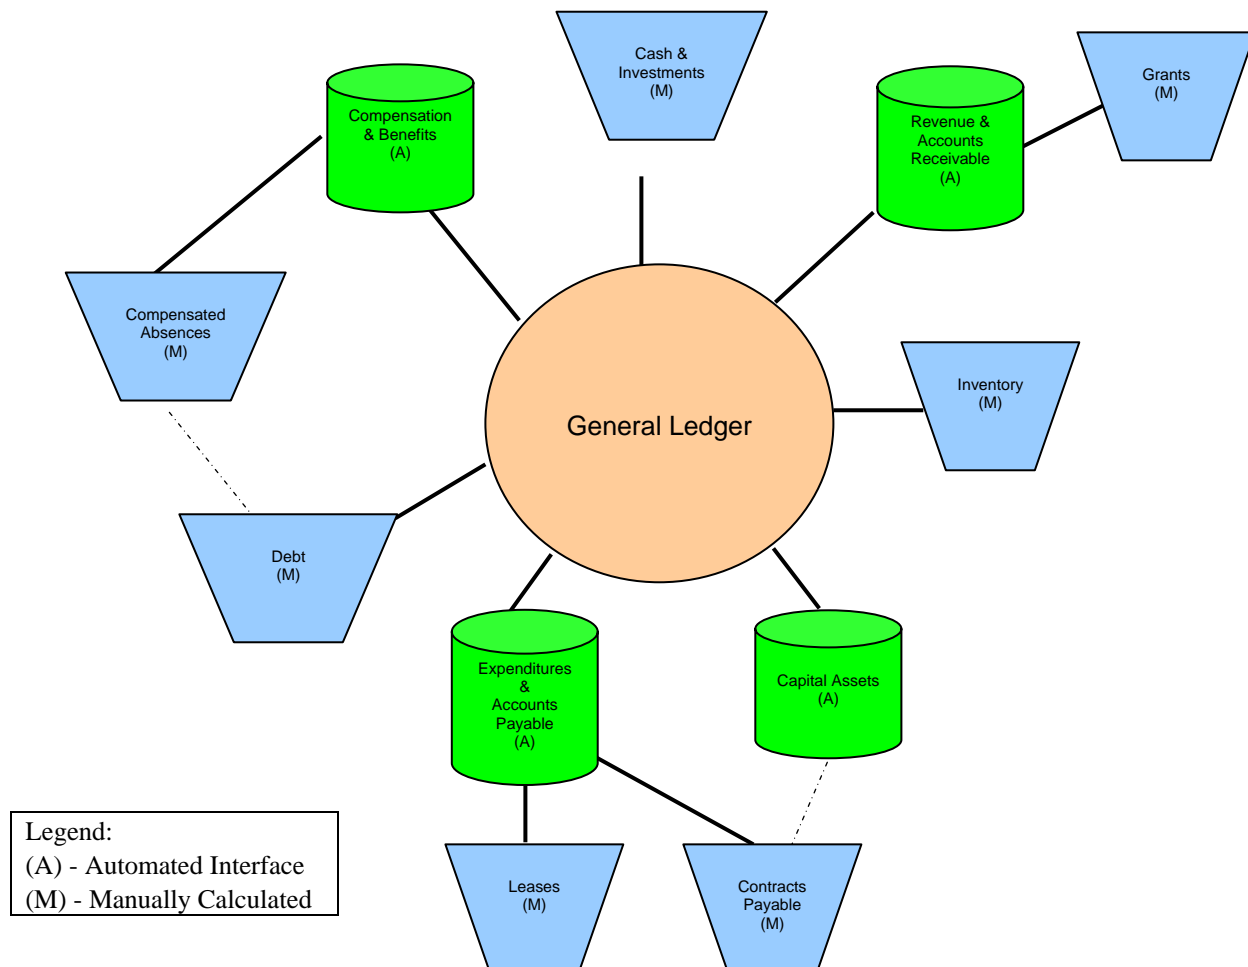 Cash &
Investments
(M)
Grants
(M)
Compensation
& Benefits
(A)
Revenue &
Accounts
Receivable
(A)
Compensated
Absences
(M)
Inventory
(M)
General Ledger
Debt
(M)
Expenditures
&
Accounts
Payable
(A)
Capital Assets
(A)
Legend:
(A) - Automated Interface
(M) - Manually Calculated
Leases
(M)
Contracts
Payable
(M)